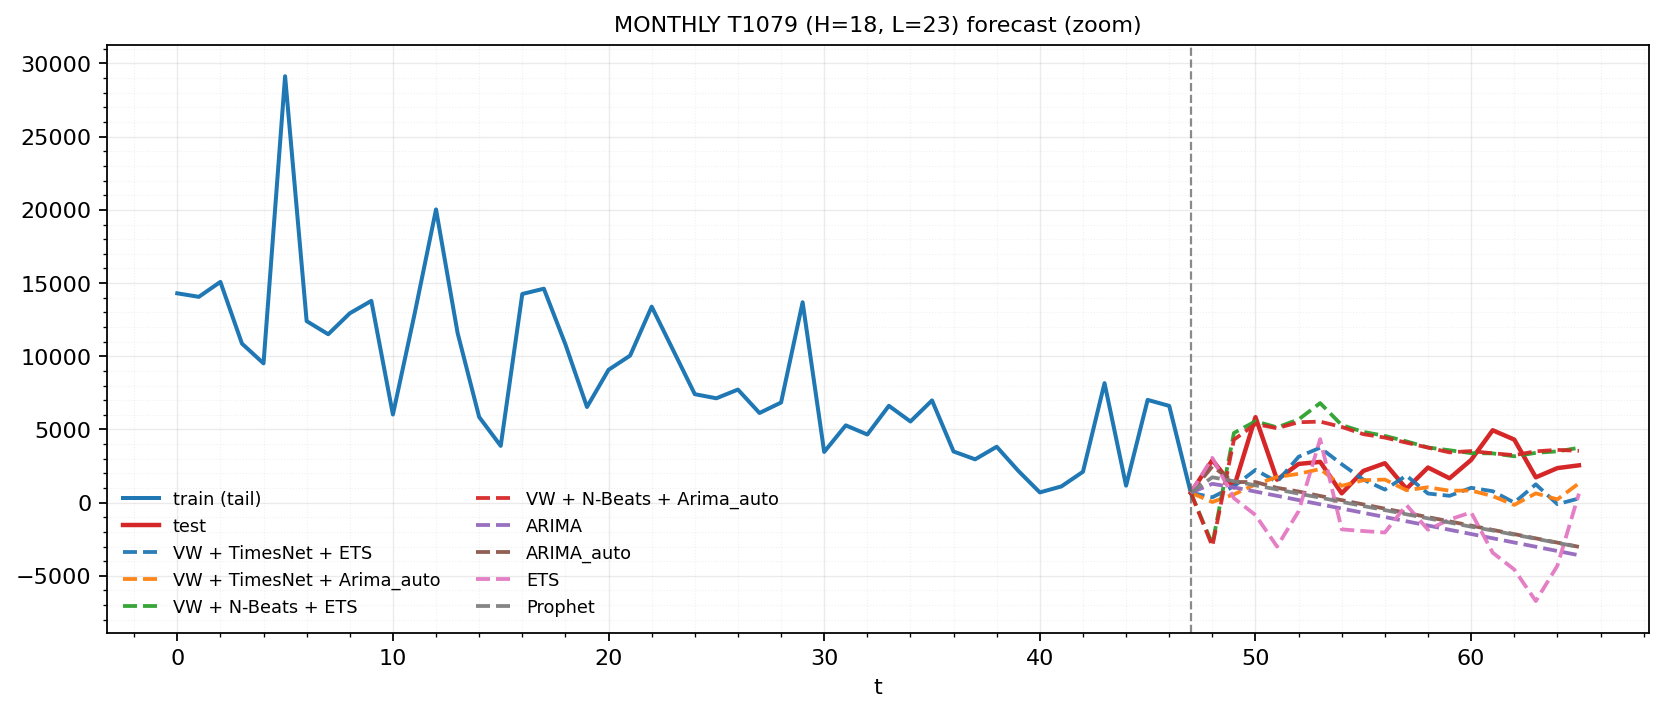 MONTHLY T1079 (H=18, L=23) forecast (zoom)
30000
25000
20000
15000
10000
5000
0
−5000
train (tail)
test
VW + TimesNet + ETS
VW + TimesNet + Arima_auto
VW + N-Beats + ETS
VW + N-Beats + Arima_auto
ARIMA
ARIMA_auto
ETS
Prophet
0 10 20 30 40 50 60
t